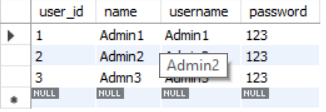 user_id name username password
1 Admin1 Admin1 123
2 Admin2 123
Admin2
3 Admn3 123
NULL NULL NULL NULL